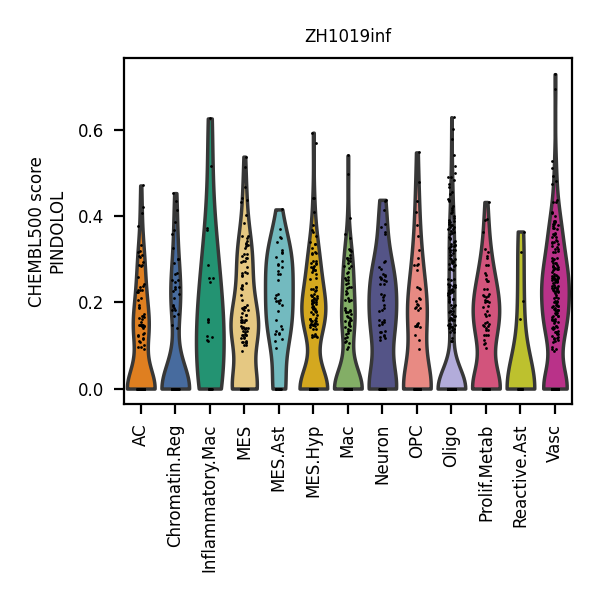 ZH1019inf
CHEMBL500 score
PINDOLOL
0.6
0.4
0.2
0.0
AC
Chromatin.Reg
Inflammatory.Mac
MES
MES.Ast
MES.Hyp
Mac
Neuron
OPC
Oligo
Prolif.Metab
Reactive.Ast
Vasc